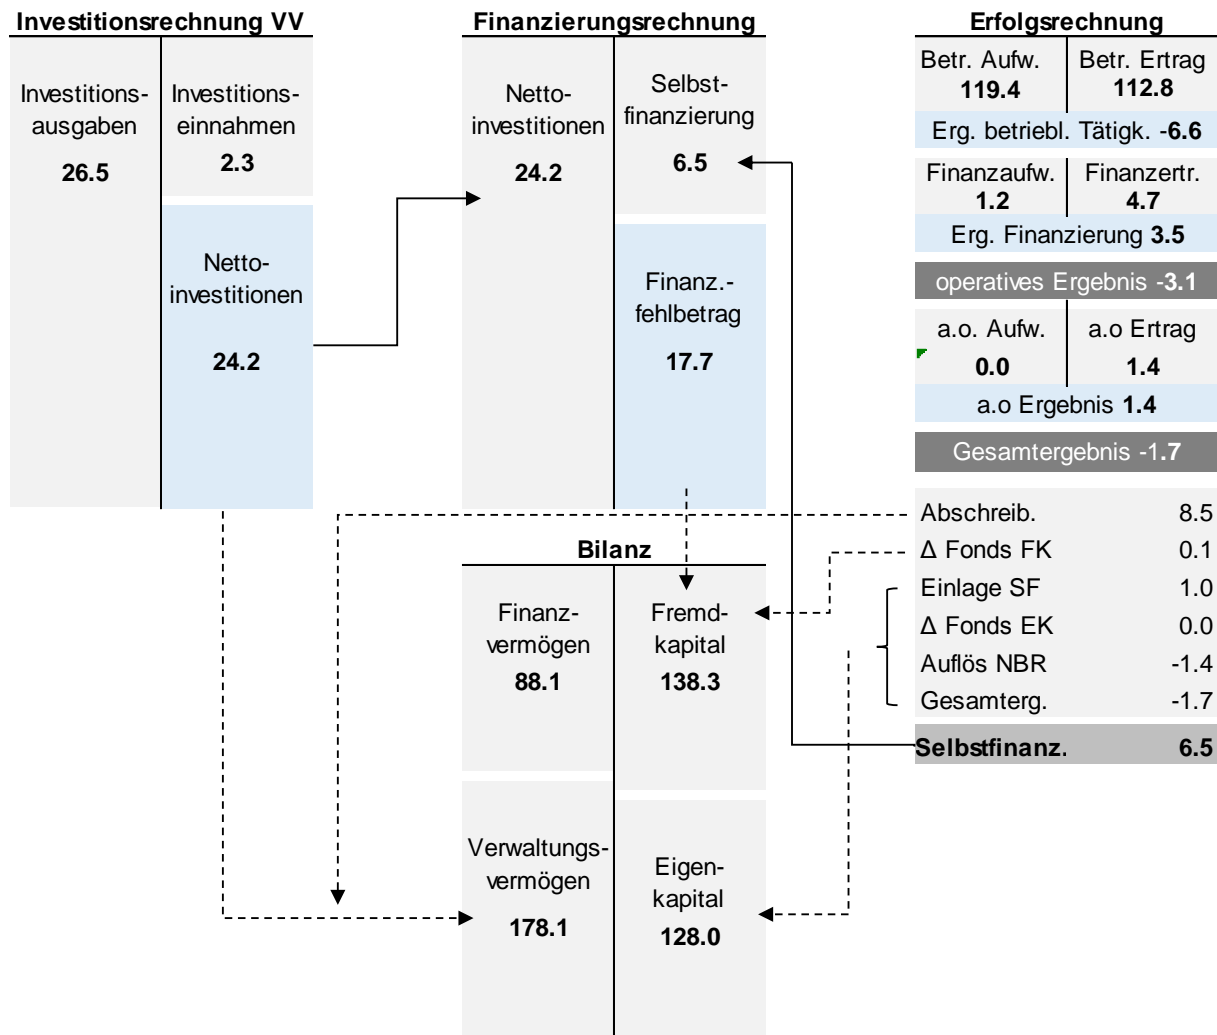 Investitionsrechnung VV
Investitions-
ausgaben
26.5
Investitions-
einnahmen
2.3
Netto-
investitionen
24.2
Finanzierungsrechnung
Netto-
investitionen
24.2
Selbst-
finanzierung
6.5
Finanz.-
fehlbetrag
17.7
Bilanz
Finanz-
vermögen
88.1
Fremd-
kapital
138.3
Verwaltungs-
vermögen
178.1
Eigen-
kapital
128.0
Erfolgsrechnung
Betr. Aufw.
119.4
Betr. Ertrag
112.8
Erg. betriebl. Tätigk. -6.6
Finanzaufw.
1.2
Finanzertr.
4.7
Erg. Finanzierung 3.5
operatives Ergebnis -3.1
a.o. Aufw.
0.0
a.o Ertrag
1.4
a.o Ergebnis 1.4
Gesamtergebnis -1.7
Abschreib. 8.5
Δ Fonds FK 0.1
Einlage SF 1.0
Δ Fonds EK 0.0
Auflös NBR -1.4
Gesamterg. -1.7
Selbstfinanz. 6.5